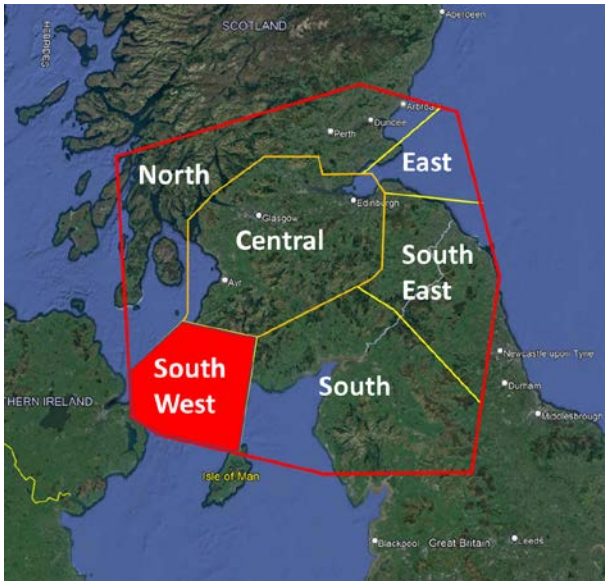 Aberdeen
SCOTLAND
HEBRIDES
Arbroa
Dundee
Perth
East
North
Edinburgh
Glasgow
Central
South
East
Ayr
Newcastle upon Tyne
South
West
South
Durham
THERN IRELAND
Middlesbrough
Isle of Man
Blackpool
Great Britain
Leeds